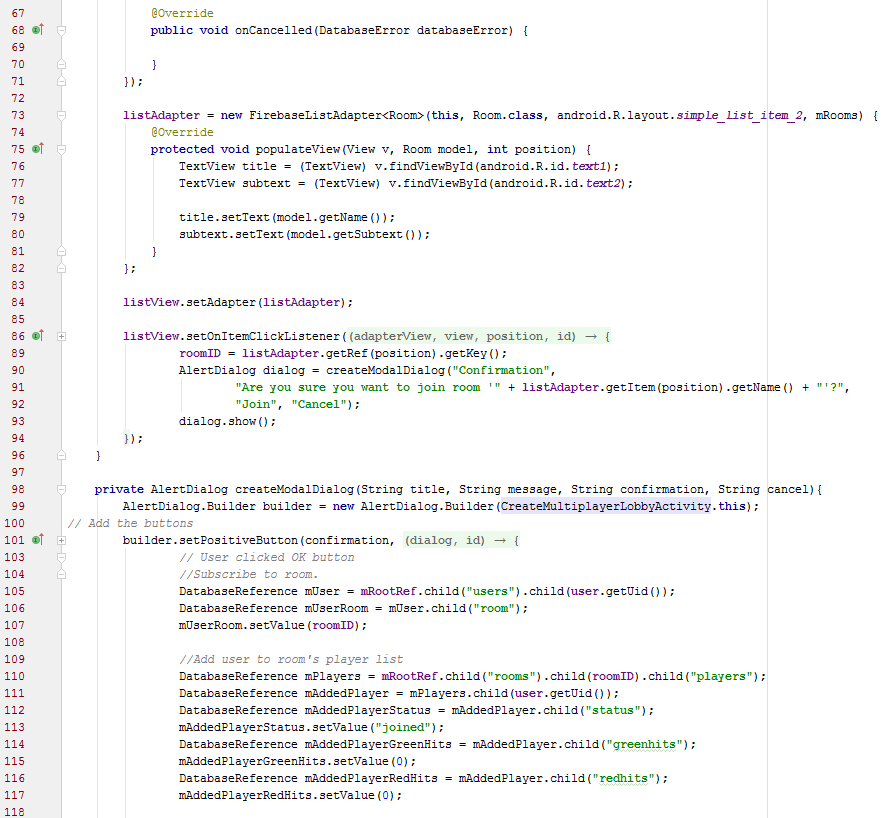 67 @Override
68 public void onCancelled(DatabaseError databaseError) {
69
70 }
71 });
72
73 listAdapter = new FirebaseListAdapter<Room>(this, Room.class, android.R.layout.simple_list_item_2, mRooms) {
74 @Override
75 protected void populateView(View v, Room model, int position) {
76 TextView title = (TextView) v.findViewById(android.R.id.text1);
77 TextView subtext = (TextView) v.findViewById(android.R.id.text2);
78
79 title.setText(model.getName());
80 subtext.setText(model.getSubtext());
81 }
82 };
83
84 listView.setAdapter(listAdapter);
85
86 listView.setOnItemClickListener((adapterView, view, position, id) → {
89 roomID = listAdapter.getRef(position).getKey();
90 AlertDialog dialog = createModalDialog("Confirmation",
91 "Are you sure you want to join room '" + listAdapter.getItem(position).getName() + "'?",
92 "Join", "Cancel");
93 dialog.show();
94 });
96 }
97
98 private AlertDialog createModalDialog(String title, String message, String confirmation, String cancel){
99 AlertDialog.Builder builder = new AlertDialog.Builder(CreateMultiplayerLobbyActivity.this);
100 // Add the buttons
101 builder.setPositiveButton(confirmation, (dialog, id) → {
103 // User clicked OK button
104 //Subscribe to room.
105 DatabaseReference mUser = mRootRef.child("users").child(user.getUid());
106 DatabaseReference mUserRoom = mUser.child("room");
107 mUserRoom.setValue(roomID);
108
109 //Add user to room's player list
110 DatabaseReference mPlayers = mRootRef.child("rooms").child(roomID).child("players");
111 DatabaseReference mAddedPlayer = mPlayers.child(user.getUid());
112 DatabaseReference mAddedPlayerStatus = mAddedPlayer.child("status");
113 mAddedPlayerStatus.setValue("joined");
114 DatabaseReference mAddedPlayerGreenHits = mAddedPlayer.child("greenhits");
115 mAddedPlayerGreenHits.setValue(0);
116 DatabaseReference mAddedPlayerRedHits = mAddedPlayer.child("redhits");
117 mAddedPlayerRedHits.setValue(0);
118